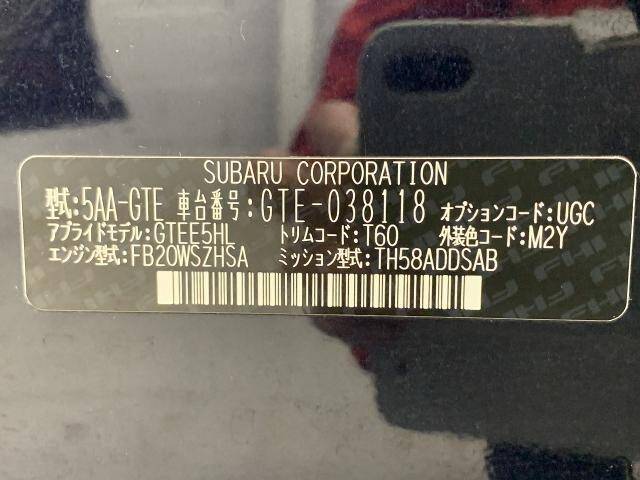 SUBARU CORPORATION
型式:5AA-GTE 車台番号:GTE-038118 オプションコード:UGC
アプライドモデル:GTEE5HL トリムコード:T60 外装色コード:M2Y
エンジン型式:FB20WSZHSA ミッション型式:TH58ADDSAB